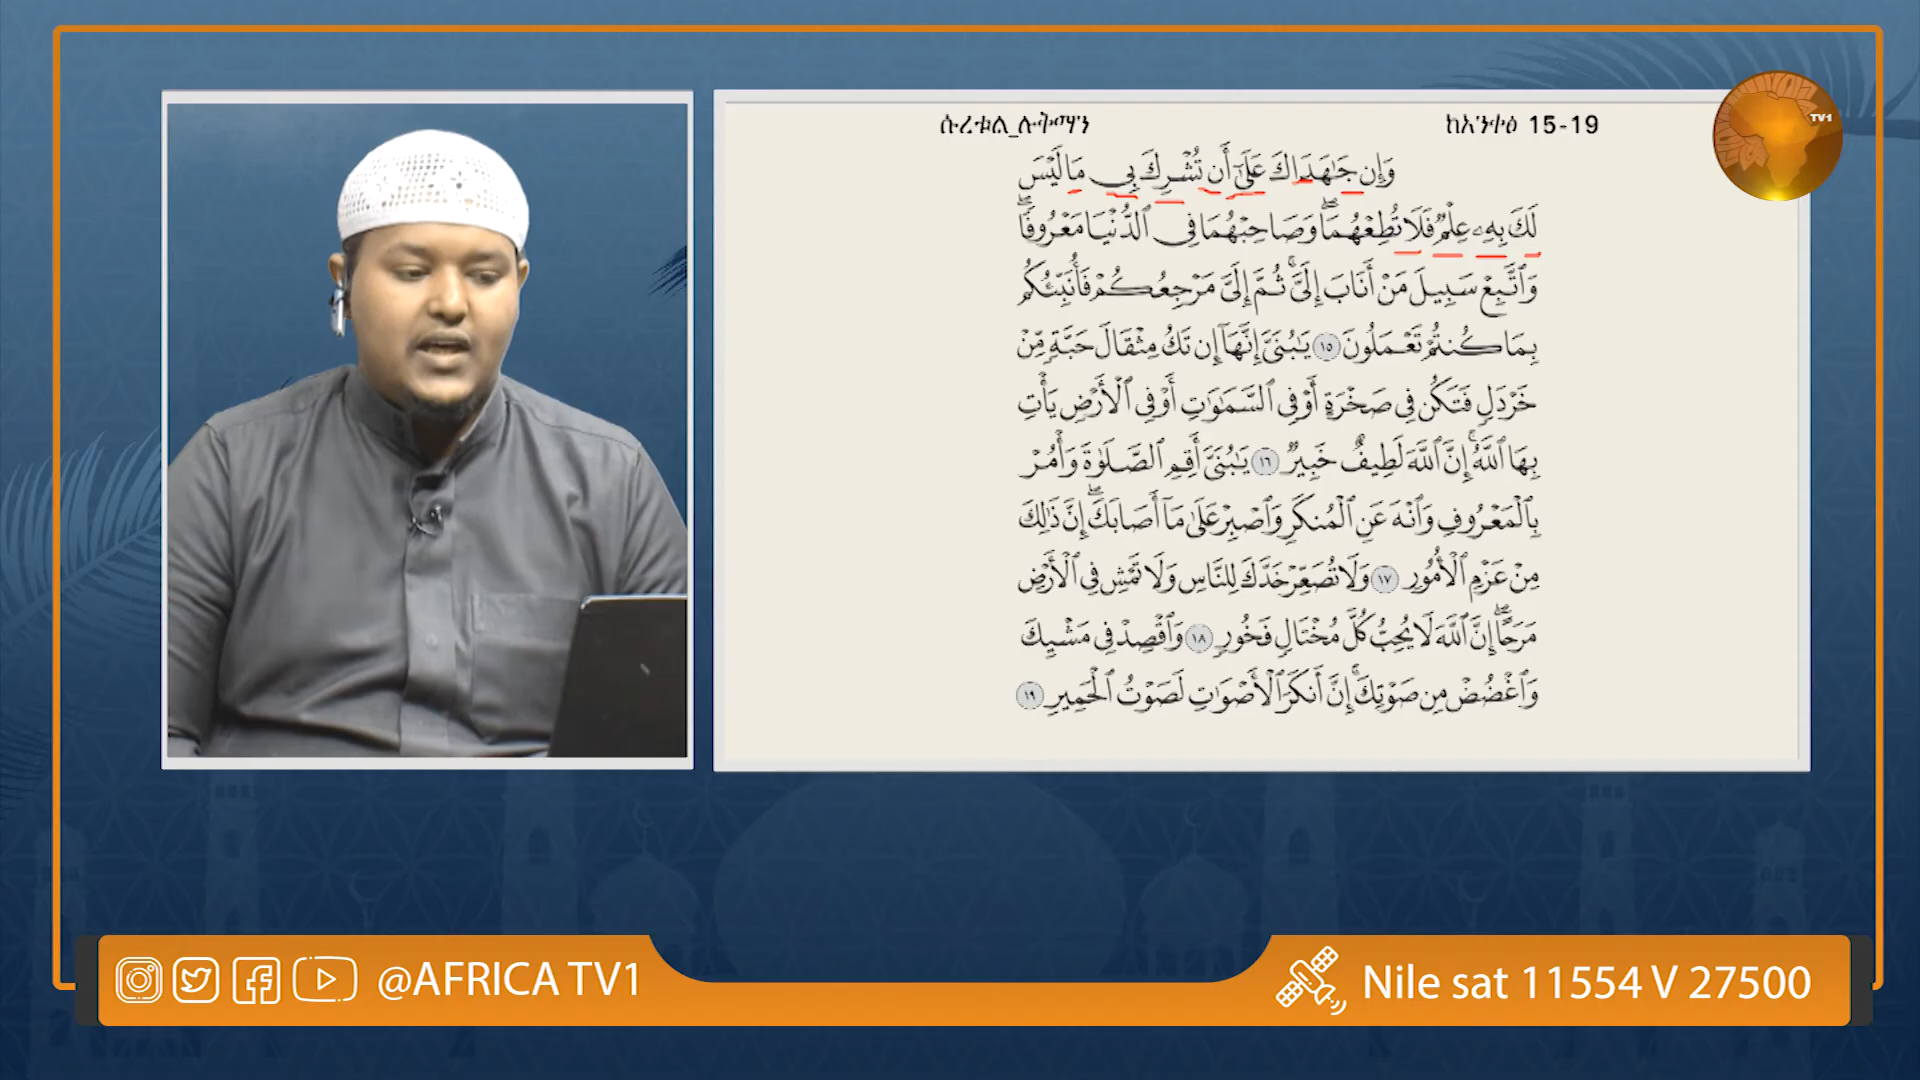 ሱረቱል_ሉቅማን
ከአንቀፅ 15-19
TV1
وَإِن جَٰهَدَاكَ عَلَىٰٓ أَن تُشْرِكَ بِى مَا لَيْسَ
لَكَ بِهِۦ عِلْمٌ فَلَا تُطِعْهُمَا ۖ وَصَاحِبْهُمَا فِى ٱلدُّنْيَا مَعْرُوفًا ۖ
وَٱتَّبِعْ سَبِيلَ مَنْ أَنَابَ إِلَىَّ ۚ ثُمَّ إِلَىَّ مَرْجِعُكُمْ فَأُنَبِّئُكُم
بِمَا كُنتُمْ تَعْمَلُونَ ١٥ يَٰبُنَىَّ إِنَّهَآ إِن تَكُ مِثْقَالَ حَبَّةٍ مِّنْ
خَرْدَلٍ فَتَكُن فِى صَخْرَةٍ أَوْ فِى ٱلسَّمَٰوَٰتِ أَوْ فِى ٱلْأَرْضِ يَأْتِ
بِهَا ٱللَّهُ ۚ إِنَّ ٱللَّهَ لَطِيفٌ خَبِيرٌ ١٦ يَٰبُنَىَّ أَقِمِ ٱلصَّلَوٰةَ وَأْمُرْ
بِٱلْمَعْرُوفِ وَٱنْهَ عَنِ ٱلْمُنكَرِ وَٱصْبِرْ عَلَىٰ مَآ أَصَابَكَ ۖ إِنَّ ذَٰلِكَ
مِنْ عَزْمِ ٱلْأُمُورِ ١٧ وَلَا تُصَعِّرْ خَدَّكَ لِلنَّاسِ وَلَا تَمْشِ فِى ٱلْأَرْضِ
مَرَحًا ۖ إِنَّ ٱللَّهَ لَا يُحِبُّ كُلَّ مُخْتَالٍ فَخُورٍ ١٨ وَٱقْصِدْ فِى مَشْيِكَ
وَٱغْضُضْ مِن صَوْتِكَ ۚ إِنَّ أَنكَرَ ٱلْأَصْوَٰتِ لَصَوْتُ ٱلْحَمِيرِ ١٩
@AFRICA TV1
Nile sat 11554 V 27500